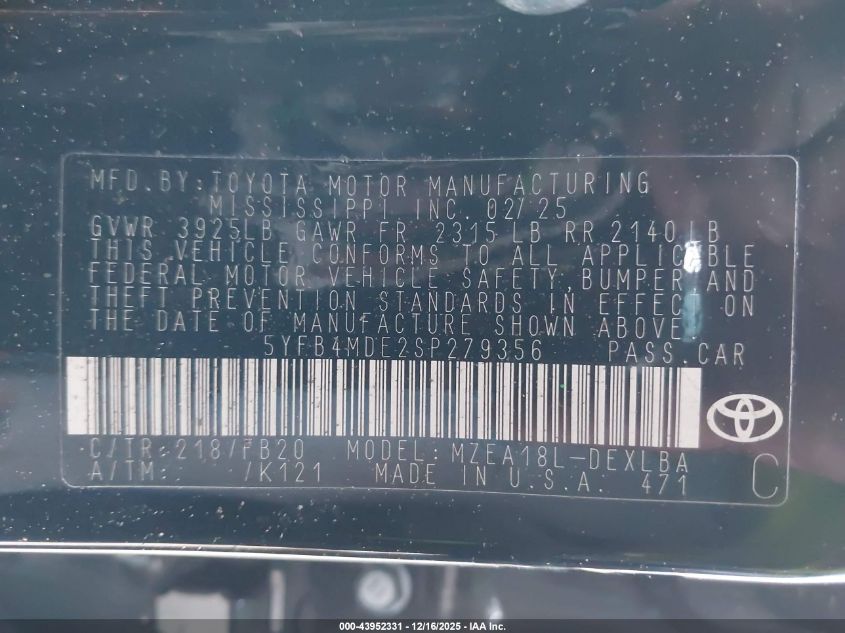 MFD.BY:TOYOTA MOTOR MANUFACTURING
MISSISSIPPI INC. 02/25
GVWR 3925LB GAWR FR 2315 LB RR 2140 LB
THIS VEHICLE CONFORMS TO ALL APPLICABLE
FEDERAL MOTOR VEHICLE SAFETY, BUMPER AND
THEFT PREVENTION STANDARDS IN EFFECT ON
THE DATE OF MANUFACTURE SHOWN ABOVE.
5YFB4MDE2SP279356 PASS.CAR
C/TR:218/FB20 MODEL:MZEA18L-DEXLBA
A/TM: /K121 MADE IN U.S.A. 471 C
000-43952331 - 12/16/2025 - IAA Inc.